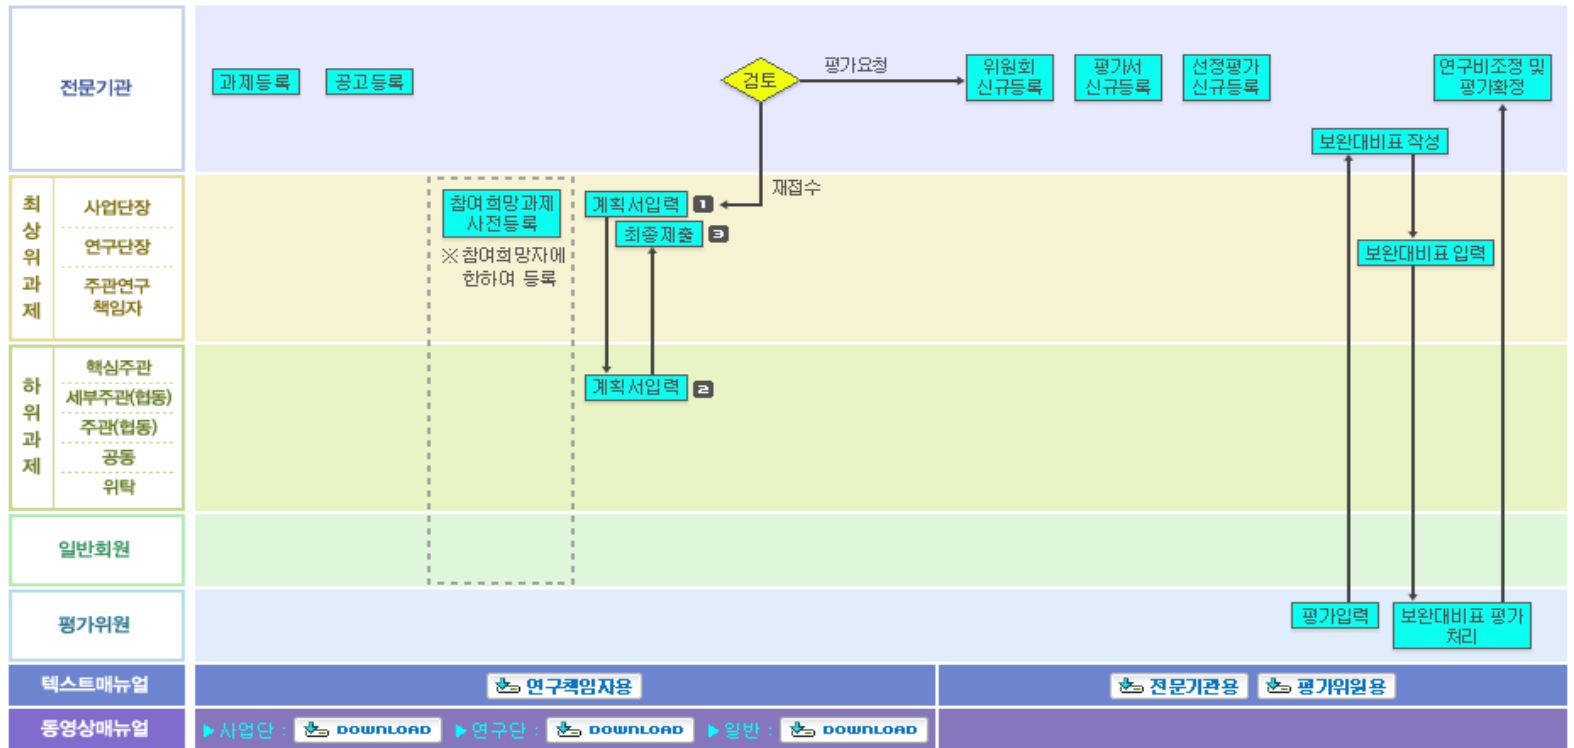 전문기관
과제등록
공고등록
검토
평가요청
위원회
신규등록
평가서
신규등록
선정평가
신규등록
연구비조정 및
평가확정
보완대비표 작성
최
상
위
과
제
사업단장
연구단장
주관연구
책임자
참여희망과제
사전등록
※참여희망자에
한하여 등록
계획서입력 1
최종제출 3
재접수
보완대비표 입력
하
위
과
제
핵심주관
세부주관(협동)
주관(협동)
공동
위탁
계획서입력 2
일반회원
평가위원
평가입력
보완대비표 평가
처리
텍스트매뉴얼
연구책임자용
전문기관용
평가위원용
동영상매뉴얼
▶사업단 : DOWNLOAD ▶연구단 : DOWNLOAD ▶일반 : DOWNLOAD